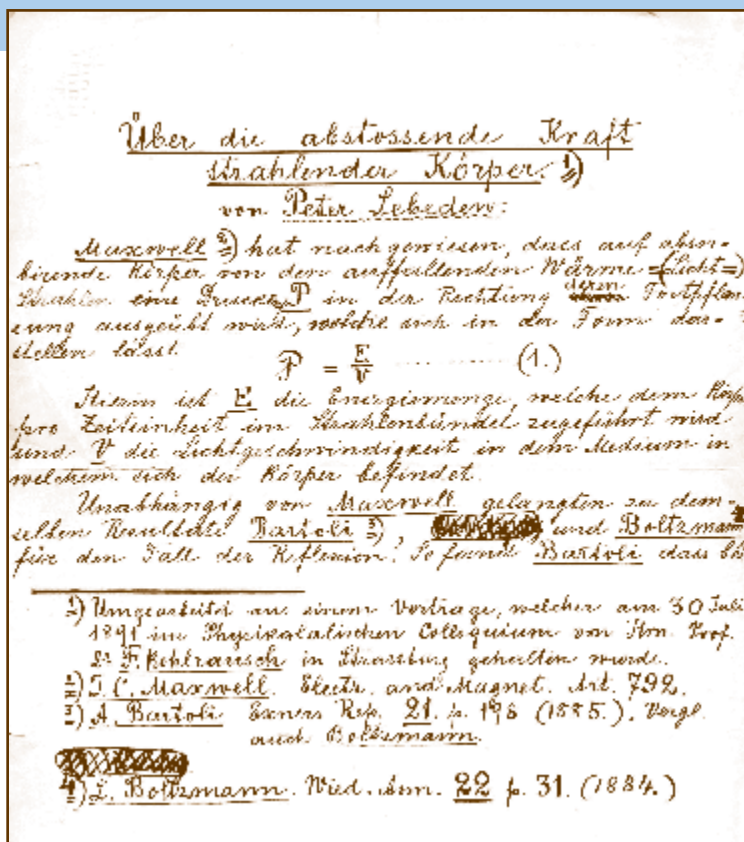 Über die abstossende Kraft
strahlender Körper. 1)
von Peter Lebedew:
Maxwell 2) hat nachgewiesen, dass auf absor-
birende Körper von den auffallenden Wärme=(Licht=)
Strahlen eine Druck P in der Richtung deren Fortpflan
zung ausgeübt wird, welche sich in der Form dar-
stellen lässt
P = E/V ......... (1.)
Hierin ist E die Energiemenge, welche dem Körper
pro Zeiteinheit im Strahlenbündel zugeführt wird
und V die Lichtgeschwindigkeit in dem Medium in
welchem sich der Körper befindet.
Unabhängig von Maxwell gelangten zu dem-
selben Resultate Bartoli 3), und Boltzmann
für den Fall der Reflexion. So fand Bartoli dass
1) Umgearbeitet aus einem Vortrage, welcher am 30 Juli
1891 im Physikalalischen Colloquium von Hrn. Prof.
Dr F. Kohlrausch in Strassburg gehalten wurde.
2) J. C. Maxwell. Electr. and Magnet. Art. 792.
3) A. Bartoli Exners Rep. 21. p. 198 (1885.). Vergl.
auch Boltzmann.
4) L. Boltzmann. Wied. Ann. 22 p. 31. (1884.)